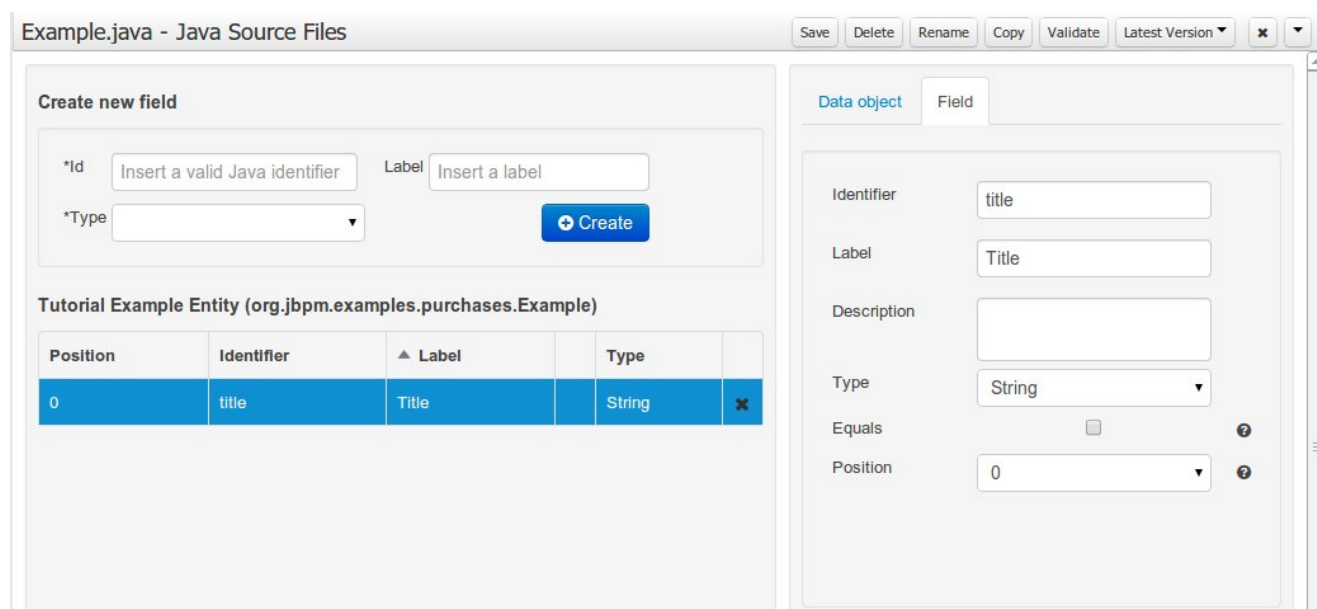 Example.java - Java Source Files
Save Delete Rename Copy Validate Latest Version
Create new field
*Id Insert a valid Java identifier Label Insert a label
*Type
Create
Tutorial Example Entity (org.jbpm.examples.purchases.Example)
Position Identifier Label Type
0 title Title String
Data object Field
Identifier title
Label Title
Description
Type String
Equals
Position 0